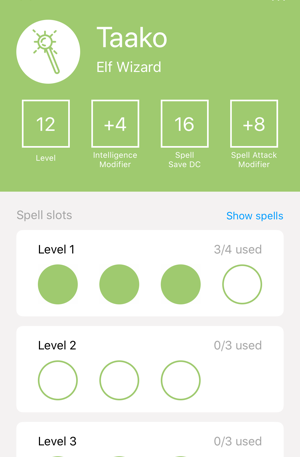 Taako
Elf Wizard
12
+4
16
+8
Level
Intelligence
Modifier
Spell
Save DC
Spell Attack
Modifier
Spell slots
Show spells
Level 1
3/4 used
Level 2
0/3 used
Level 3
0/3 used